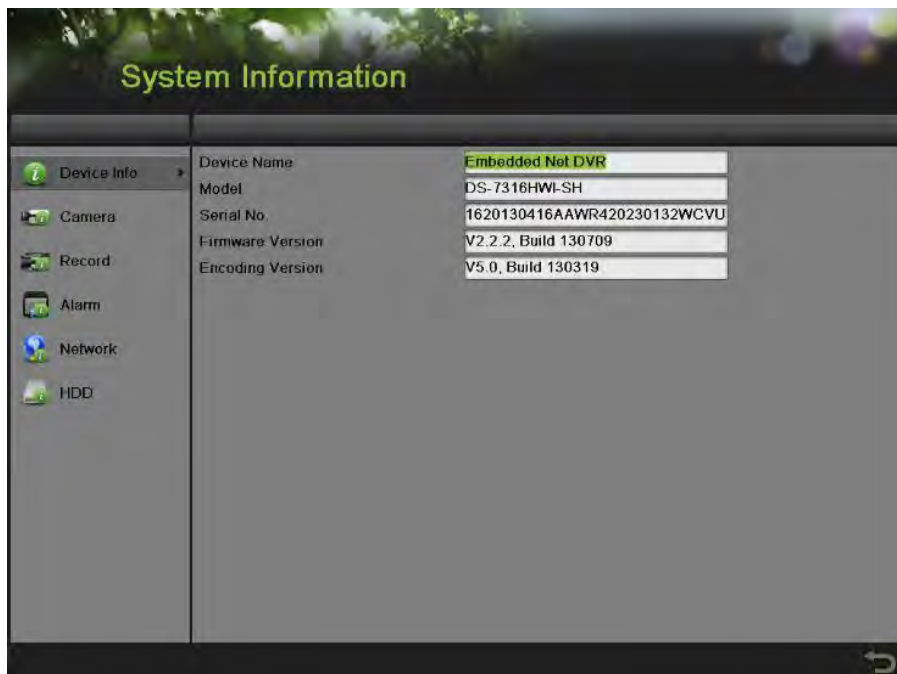 System Information
Device Info
Camera
Record
Alarm
Network
HDD
Device Name Embedded Net DVR
Model DS-7316HWI-SH
Serial No. 1620130416AAWR420230132WCVU
Firmware Version V2.2.2, Build 130709
Encoding Version V5.0, Build 130319